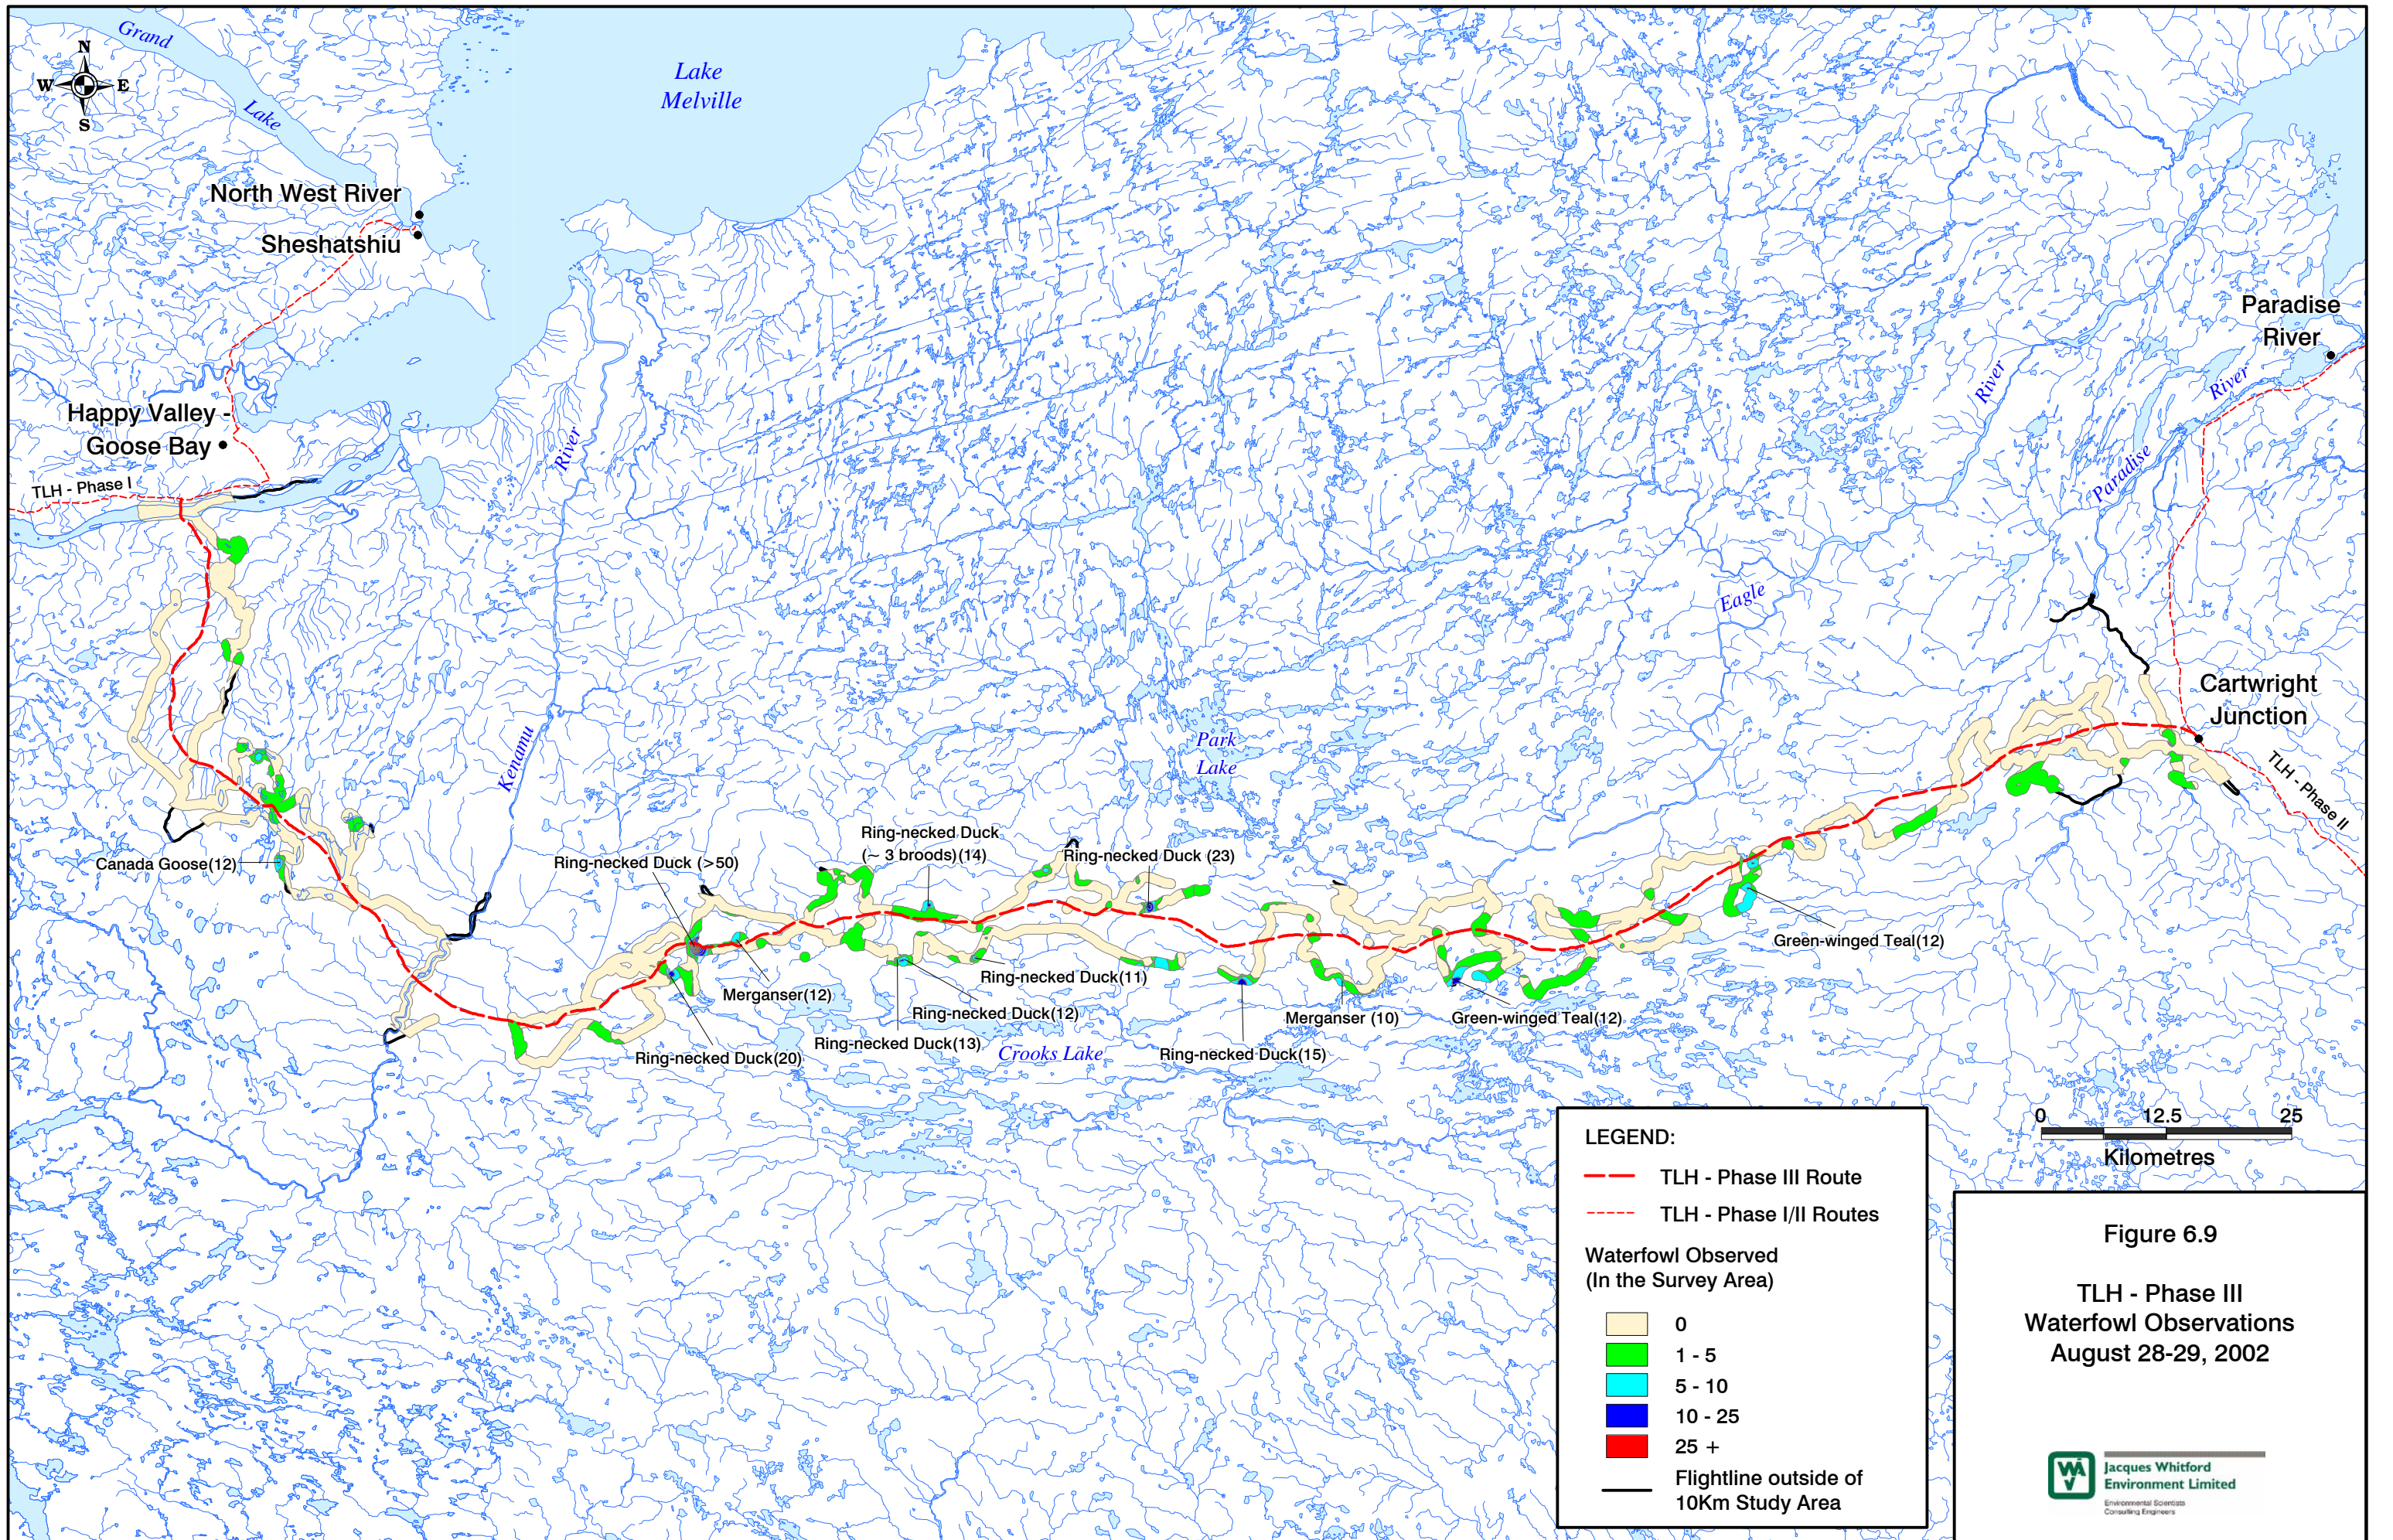 Grand
Lake
N
W
E
S
Lake
Melville
North West River
Sheshatshiu
Happy Valley -
Goose Bay
TLH - Phase I
River
Kenamu
Paradise
River
River
River
Paradise
Eagle
Park
Lake
Cartwright
Junction
TLH - Phase II
Canada Goose(12)
Ring-necked Duck (>50)
Ring-necked Duck
(~ 3 broods)(14)
Ring-necked Duck (23)
Green-winged Teal(12)
Merganser(12)
Ring-necked Duck(11)
Ring-necked Duck(12)
Ring-necked Duck(13)
Ring-necked Duck(20)
Crooks Lake
Ring-necked Duck(15)
Merganser (10)
Green-winged Teal(12)
0 12.5 25
Kilometres
LEGEND:
TLH - Phase III Route
TLH - Phase I/II Routes
Waterfowl Observed
(In the Survey Area)
0
1 - 5
5 - 10
10 - 25
25 +
Flightline outside of
10Km Study Area
Figure 6.9
TLH - Phase III
Waterfowl Observations
August 28-29, 2002
Jacques Whitford
Environment Limited
Environmental Scientists
Consulting Engineers